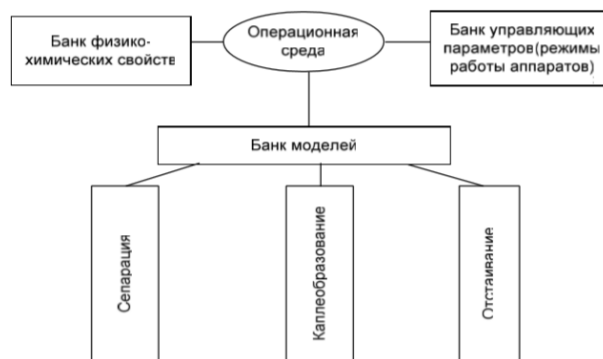 Банк физико-
химических свойств
Операционная
среда
Банк управляющих
параметров(режимы
работы аппаратов)
Банк моделей
Сепарация
Каплеобразование
Отстаивание